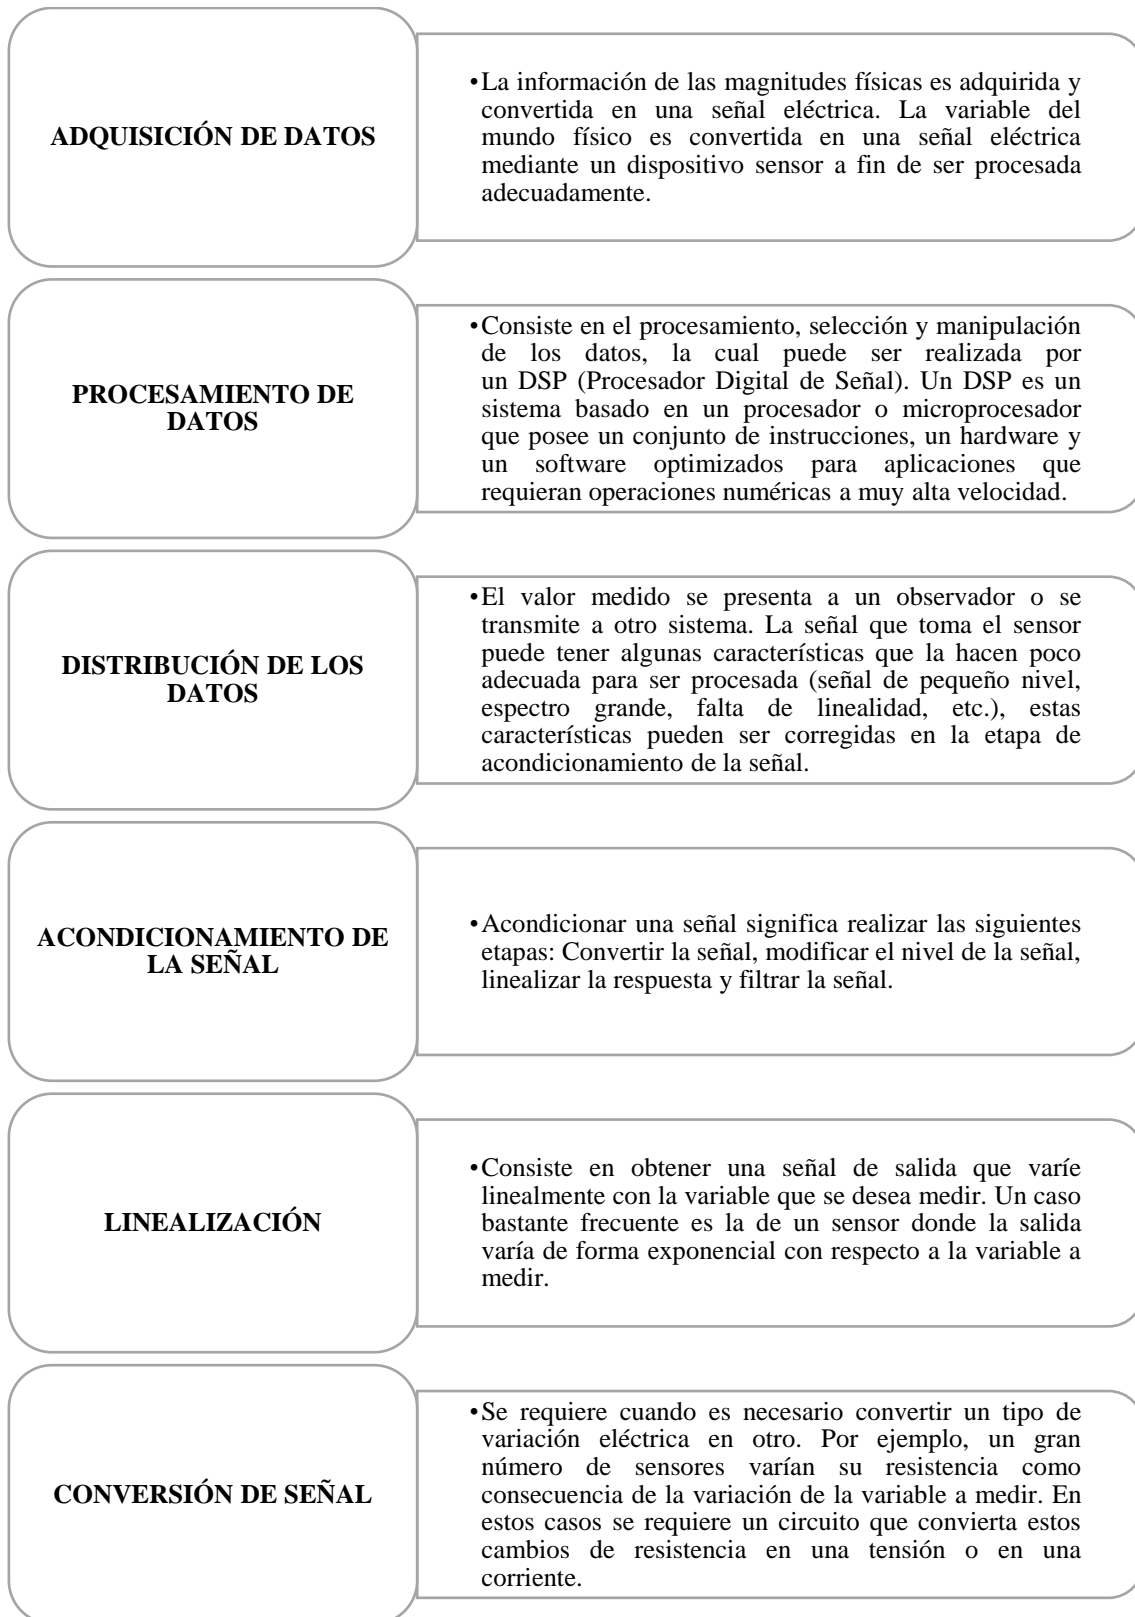 ADQUISICIÓN DE DATOS
•La información de las magnitudes físicas es adquirida y
convertida en una señal eléctrica. La variable del
mundo físico es convertida en una señal eléctrica
mediante un dispositivo sensor a fin de ser procesada
adecuadamente.
PROCESAMIENTO DE
DATOS
•Consiste en el procesamiento, selección y manipulación
de los datos, la cual puede ser realizada por
un DSP (Procesador Digital de Señal). Un DSP es un
sistema basado en un procesador o microprocesador
que posee un conjunto de instrucciones, un hardware y
un software optimizados para aplicaciones que
requieran operaciones numéricas a muy alta velocidad.
DISTRIBUCIÓN DE LOS
DATOS
•El valor medido se presenta a un observador o se
transmite a otro sistema. La señal que toma el sensor
puede tener algunas características que la hacen poco
adecuada para ser procesada (señal de pequeño nivel,
espectro grande, falta de linealidad, etc.), estas
características pueden ser corregidas en la etapa de
acondicionamiento de la señal.
ACONDICIONAMIENTO DE
LA SEÑAL
•Acondicionar una señal significa realizar las siguientes
etapas: Convertir la señal, modificar el nivel de la señal,
linealizar la respuesta y filtrar la señal.
LINEALIZACIÓN
•Consiste en obtener una señal de salida que varíe
linealmente con la variable que se desea medir. Un caso
bastante frecuente es la de un sensor donde la salida
varía de forma exponencial con respecto a la variable a
medir.
CONVERSIÓN DE SEÑAL
•Se requiere cuando es necesario convertir un tipo de
variación eléctrica en otro. Por ejemplo, un gran
número de sensores varían su resistencia como
consecuencia de la variación de la variable a medir. En
estos casos se requiere un circuito que convierta estos
cambios de resistencia en una tensión o en una
corriente.